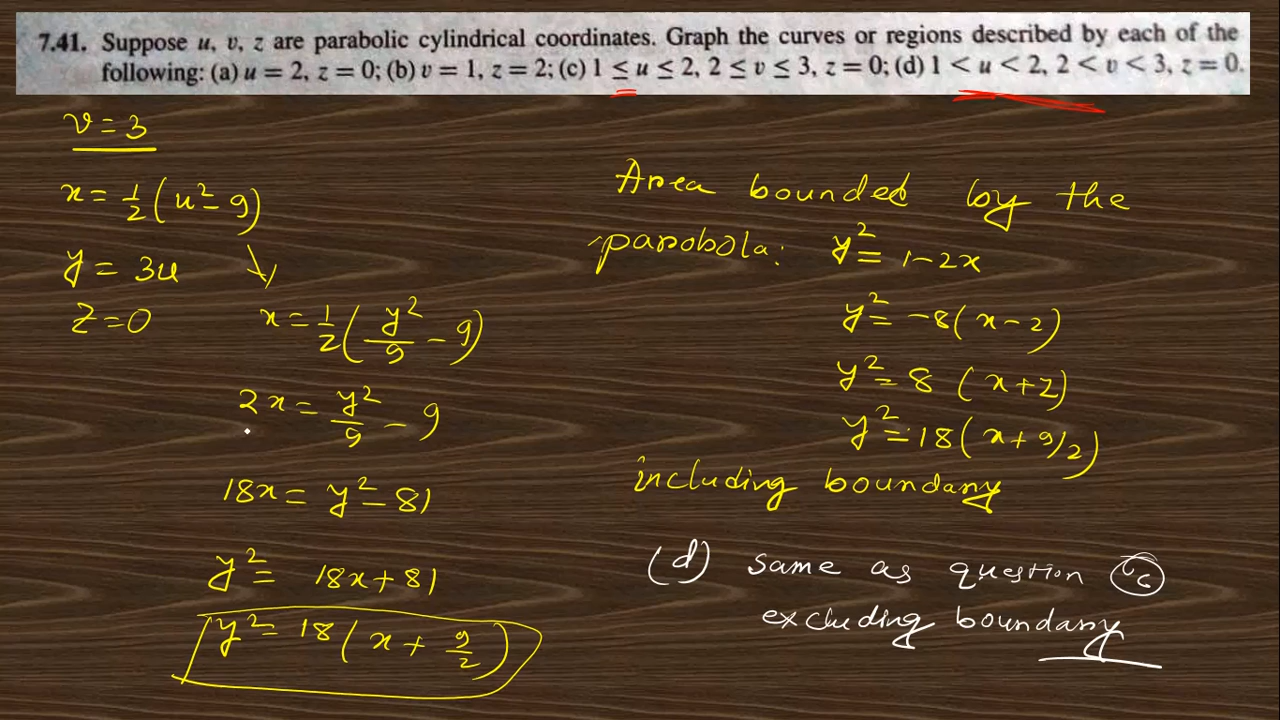 7.41. Suppose u, v, z are parabolic cylindrical coordinates. Graph the curves or regions described by each of the
following: (a) u = 2, z = 0; (b) v = 1, z = 2; (c) 1 ≤ u ≤ 2, 2 ≤ v ≤ 3, z = 0; (d) 1 < u < 2, 2 < v < 3, z = 0.
v = 3
x = 1/2 (u² - 9)
y = 3u
z = 0
x = 1/2 (y²/9 - 9)
2x = y²/9 - 9
18x = y² - 81
y² = 18x + 81
y² = 18 (x + 9/2)
Area bounded by the
parobola: y² = 1-2x
y² = -8(x-2)
y² = 8 (x+2)
y² = 18(x + 9/2)
including boundary
(d) same as question (c)
excluding boundary